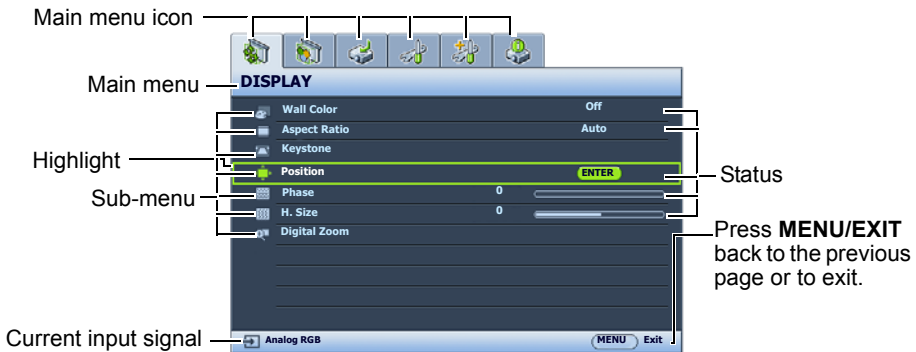 Main menu icon
Main menu
DISPLAY
Wall Color Off
Aspect Ratio Auto
Keystone
Highlight
Position ENTER
Status
Sub-menu
Phase 0
H. Size 0
Digital Zoom
Press MENU/EXIT
back to the previous
page or to exit.
Current input signal
Analog RGB
MENU Exit